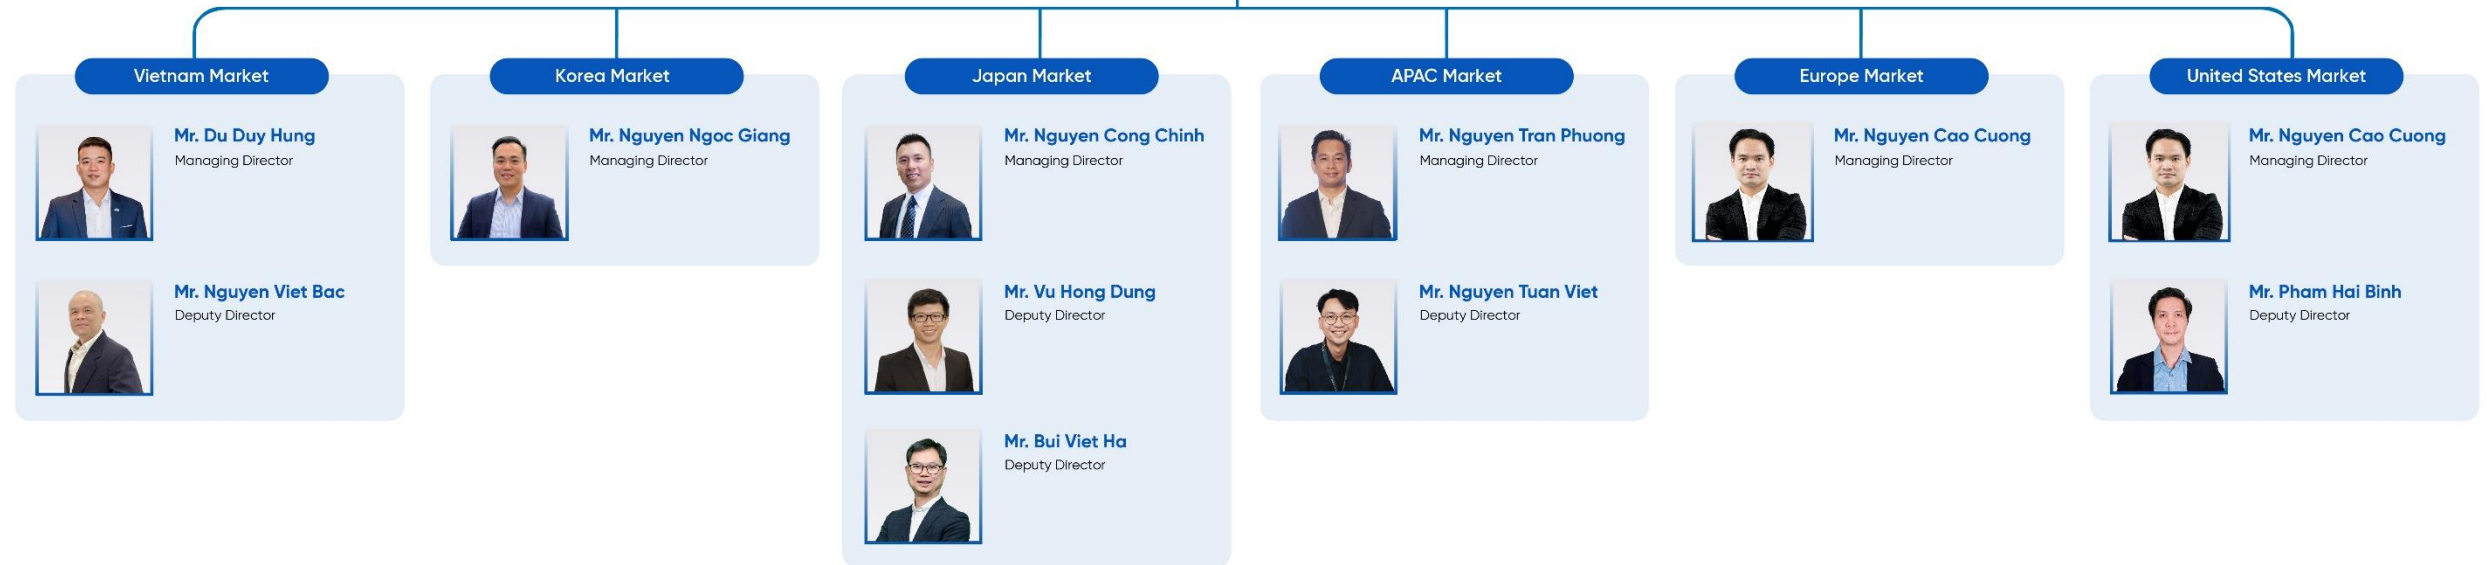 Vietnam Market
Mr. Du Duy Hung
Managing Director
Mr. Nguyen Viet Bac
Deputy Director
Korea Market
Mr. Nguyen Ngoc Giang
Managing Director
Japan Market
Mr. Nguyen Cong Chinh
Managing Director
Mr. Vu Hong Dung
Deputy Director
Mr. Bui Viet Ha
Deputy Director
APAC Market
Mr. Nguyen Tran Phuong
Managing Director
Mr. Nguyen Tuan Viet
Deputy Director
Europe Market
Mr. Nguyen Cao Cuong
Managing Director
United States Market
Mr. Nguyen Cao Cuong
Managing Director
Mr. Pham Hai Binh
Deputy Director